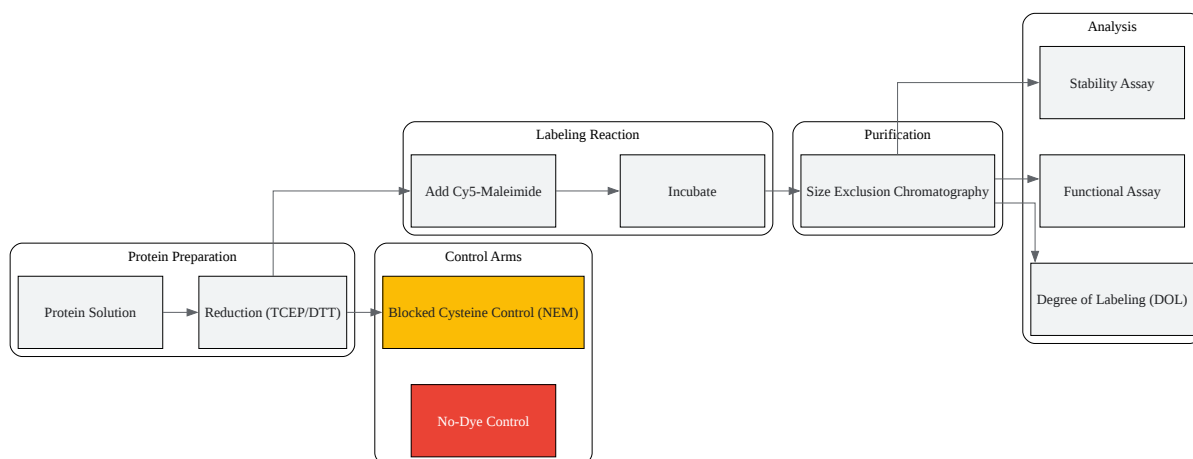 Analysis
Stability Assay
Labeling Reaction
Purification
Add Cy5-Maleimide
Incubate
Size Exclusion Chromatography
Functional Assay
Protein Preparation
Control Arms
Protein Solution
Reduction (TCEP/DTT)
Blocked Cysteine Control (NEM)
Degree of Labeling (DOL)
No-Dye Control